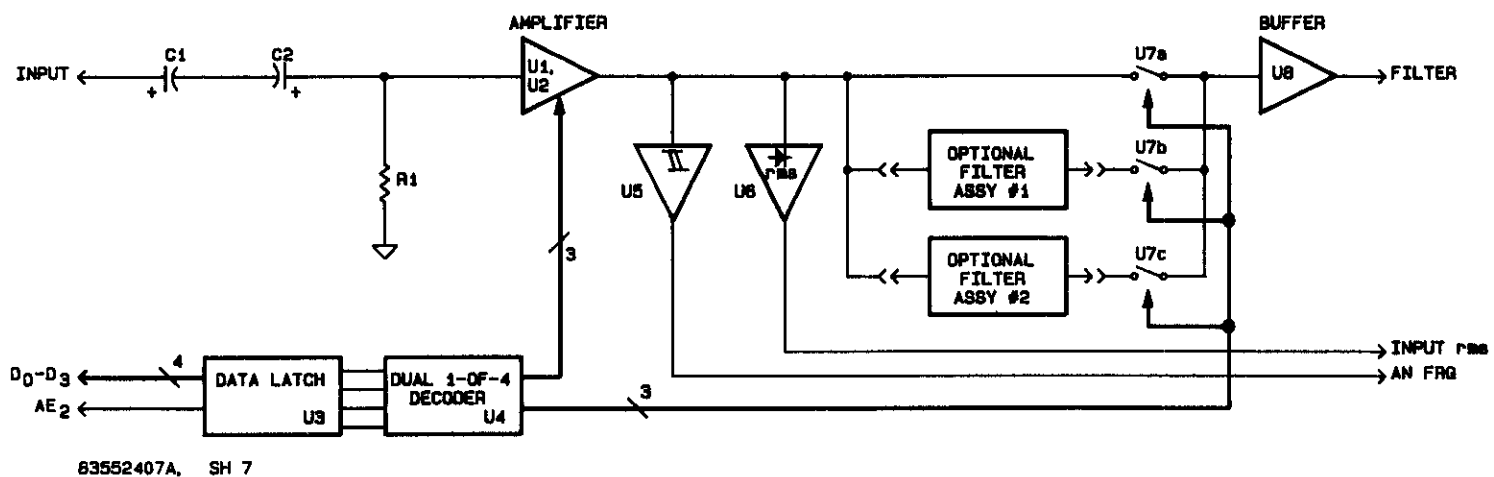 AMPLIFIER
BUFFER
INPUT
C1
C2
+
+
U1,
U2
U7a
U8
FILTER
R1
U5
rms
U6
OPTIONAL
FILTER
ASSY #1
U7b
3
OPTIONAL
FILTER
ASSY #2
U7c
INPUT rms
AN FRQ
D0-D3
4
AE2
DATA LATCH
U3
DUAL 1-OF-4
DECODER
U4
3
83552407A, SH 7